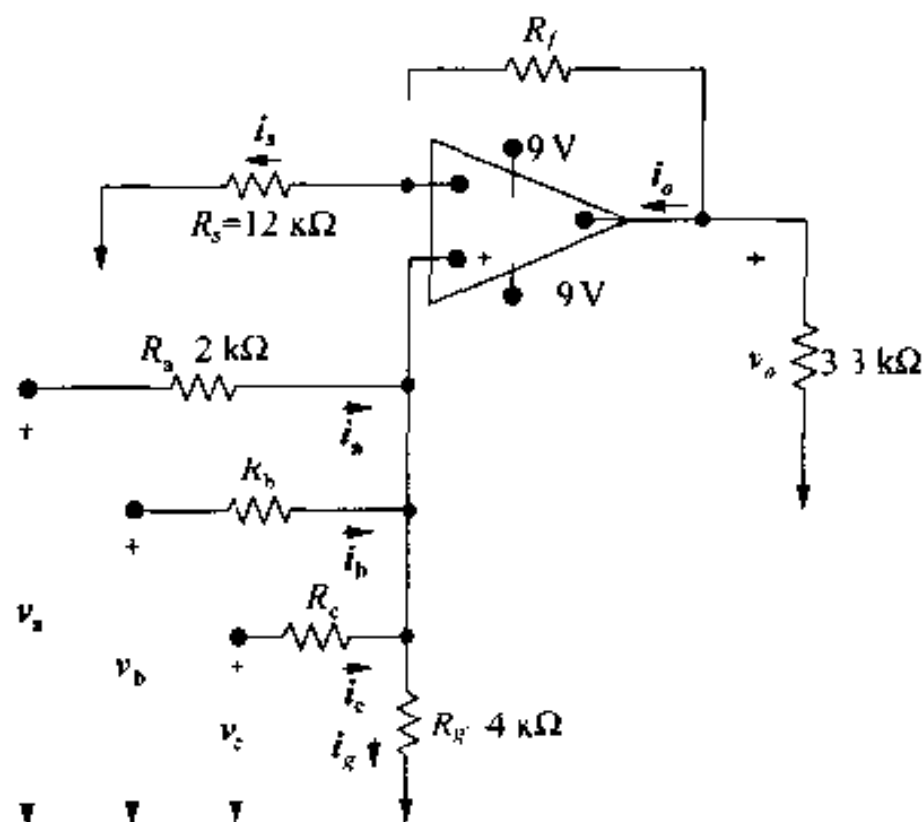 R_f
i_s
9 V
i_o
R_s=12 kΩ
+
9 V
+
R_a 2 kΩ
v_o
3 3 kΩ
+
i_a
R_b
+
i_b
v_a
R_c
+
v_b
i_c
v_c
R_g 4 kΩ
i_g